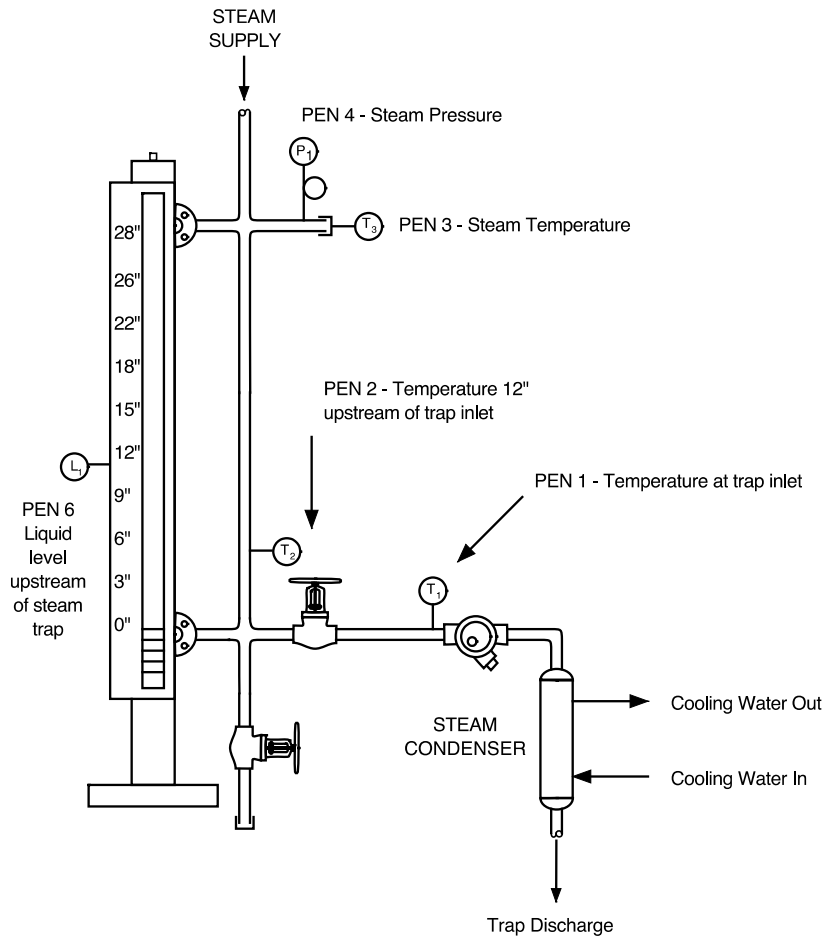 STEAM
SUPPLY
PEN 4 - Steam Pressure
P1
T3
PEN 3 - Steam Temperature
28"
26"
22"
18"
15"
12"
9"
6"
3"
0"
PEN 2 - Temperature 12"
upstream of trap inlet
L1
PEN 1 - Temperature at trap inlet
PEN 6
Liquid
level
upstream
of steam
trap
T2
T1
STEAM
CONDENSER
Cooling Water Out
Cooling Water In
Trap Discharge